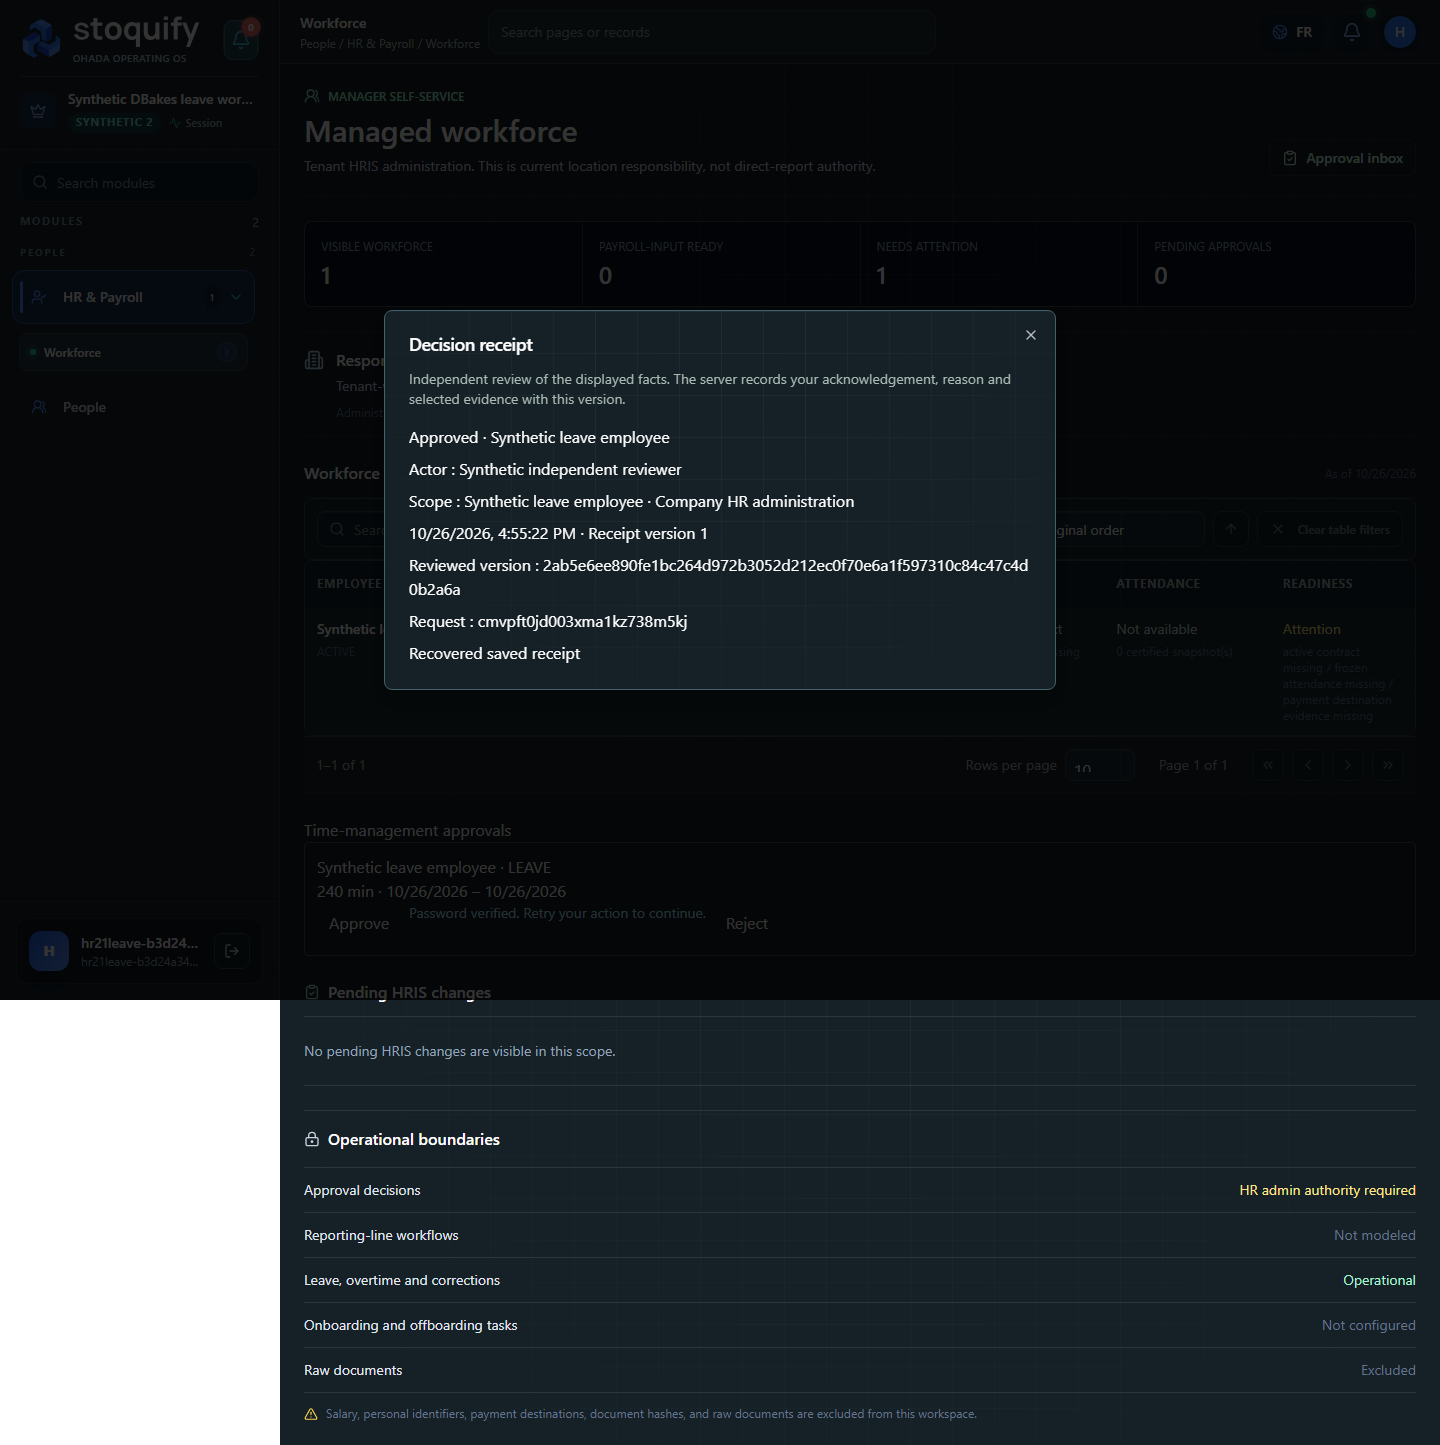 stoquify
OHADA OPERATING OS
0
Workforce
People / HR & Payroll / Workforce
Search pages or records
FR
H
Synthetic DBakes leave wor...
SYNTHETIC 2
Session
Search modules
MODULES
2
PEOPLE
2
HR & Payroll
1
Workforce
People
MANAGER SELF-SERVICE
Managed workforce
Tenant HRIS administration. This is current location responsibility, not direct-report authority.
Approval inbox
VISIBLE WORKFORCE
1
PAYROLL-INPUT READY
0
NEEDS ATTENTION
1
PENDING APPROVALS
0
Decision receipt
Independent review of the displayed facts. The server records your acknowledgement, reason and
selected evidence with this version.
Approved · Synthetic leave employee
Actor : Synthetic independent reviewer
Scope : Synthetic leave employee · Company HR administration
10/26/2026, 4:55:22 PM · Receipt version 1
Reviewed version : 2ab5e6ee890fe1bc264d972b3052d212ec0f70e6a1f597310c84c47c4d
0b2a6a
Request : cmvpft0jd003xma1kz738m5kj
Recovered saved receipt
Workforce
As of 10/26/2026
Clear table filters
EMPLOYEE
ATTENDANCE
READINESS
ACTIVE
Not available
0 certified snapshot(s)
Attention
active contract
missing / frozen
attendance missing /
payment destination
evidence missing
1–1 of 1
Rows per page
10
Page 1 of 1
Time-management approvals
Synthetic leave employee · LEAVE
240 min · 10/26/2026 – 10/26/2026
Approve
Password verified. Retry your action to continue.
Reject
H
hr21leave-b3d24...
hr21leave-b3d24a34...
Pending HRIS changes
No pending HRIS changes are visible in this scope.
Operational boundaries
Approval decisions
HR admin authority required
Reporting-line workflows
Not modeled
Leave, overtime and corrections
Operational
Onboarding and offboarding tasks
Not configured
Raw documents
Excluded
Salary, personal identifiers, payment destinations, document hashes, and raw documents are excluded from this workspace.